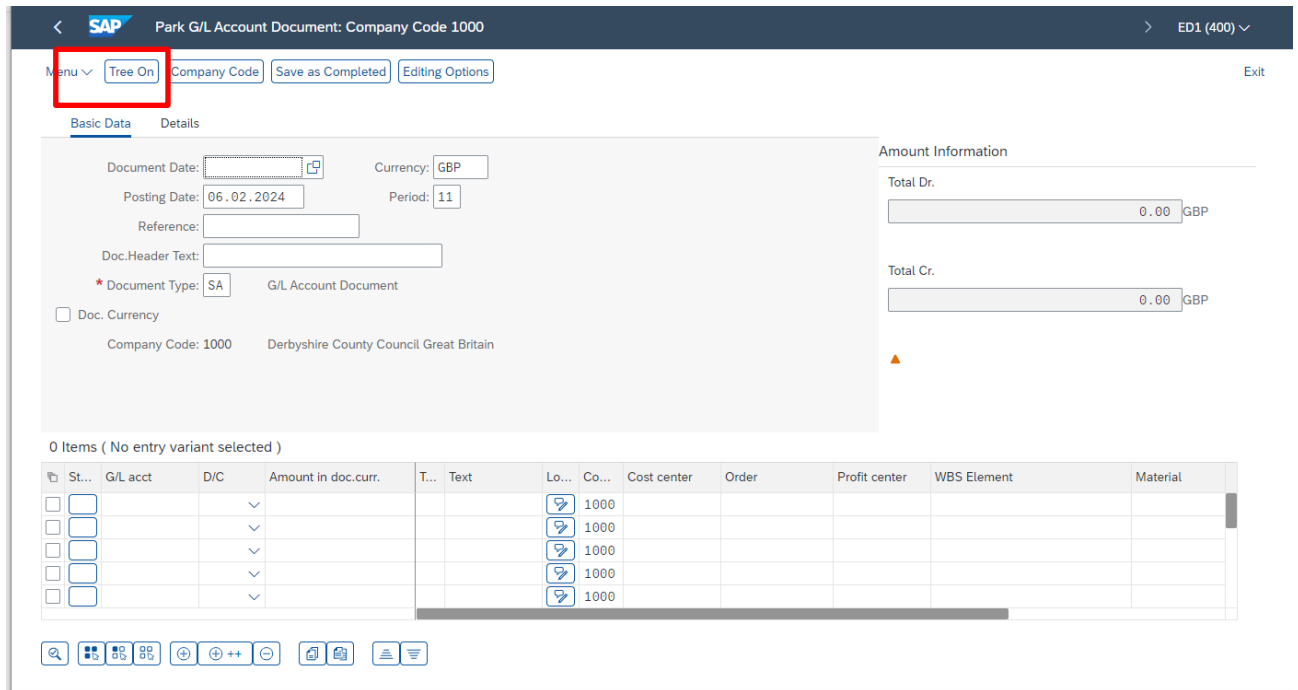 SAP Park G/L Account Document: Company Code 1000 ED1 (400)
Menu Tree On Company Code Save as Completed Editing Options Exit
Basic Data Details
Amount Information
Document Date: Currency: GBP
Total Dr.
Posting Date: 06.02.2024 Period: 11
0.00 GBP
Reference:
Doc.Header Text:
Total Cr.
* Document Type: SA G/L Account Document
0.00 GBP
Doc. Currency
Company Code: 1000 Derbyshire County Council Great Britain
0 Items ( No entry variant selected )
St... G/L acct D/C Amount in doc.curr. T... Text Lo... Co... Cost center Order Profit center WBS Element Material
1000
1000
1000
1000
1000
++